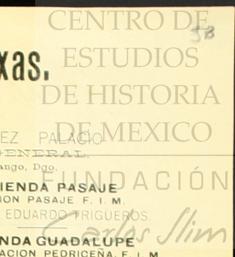 CENTRO DE
3B
ESTUDIOS
xas.
DE HISTORIA
DE MEXICO
EZ PALACIO
GENERAL.
ango, Dgo.
IENDA PASAJE
FUNDACIÓN
ION PASAJE F. I. M.
EDUARDO TRIGUEROS.
Carlos Slim
NDA GUADALUPE
ACION PEDRICEÑA, F. I. M.